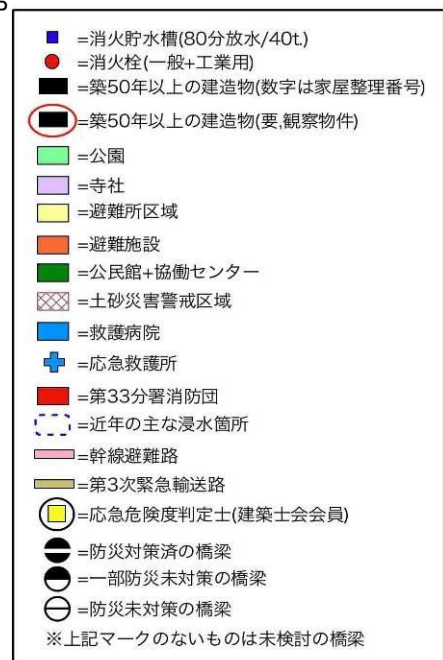 =消火貯水槽(80分放水/40t.)
=消火栓(一般+工業用)
=築50年以上の建造物(数字は家屋整理番号)
=築50年以上の建造物(要,観察物件)
=公園
=寺社
=避難所区域
=避難施設
=公民館+協働センター
=土砂災害警戒区域
=救護病院
=応急救護所
=第33分署消防団
=近年の主な浸水箇所
=幹線避難路
=第3次緊急輸送路
=応急危険度判定士(建築士会会員)
=防災対策済の橋梁
=一部防災未対策の橋梁
=防災未対策の橋梁
※上記マークのないものは未検討の橋梁